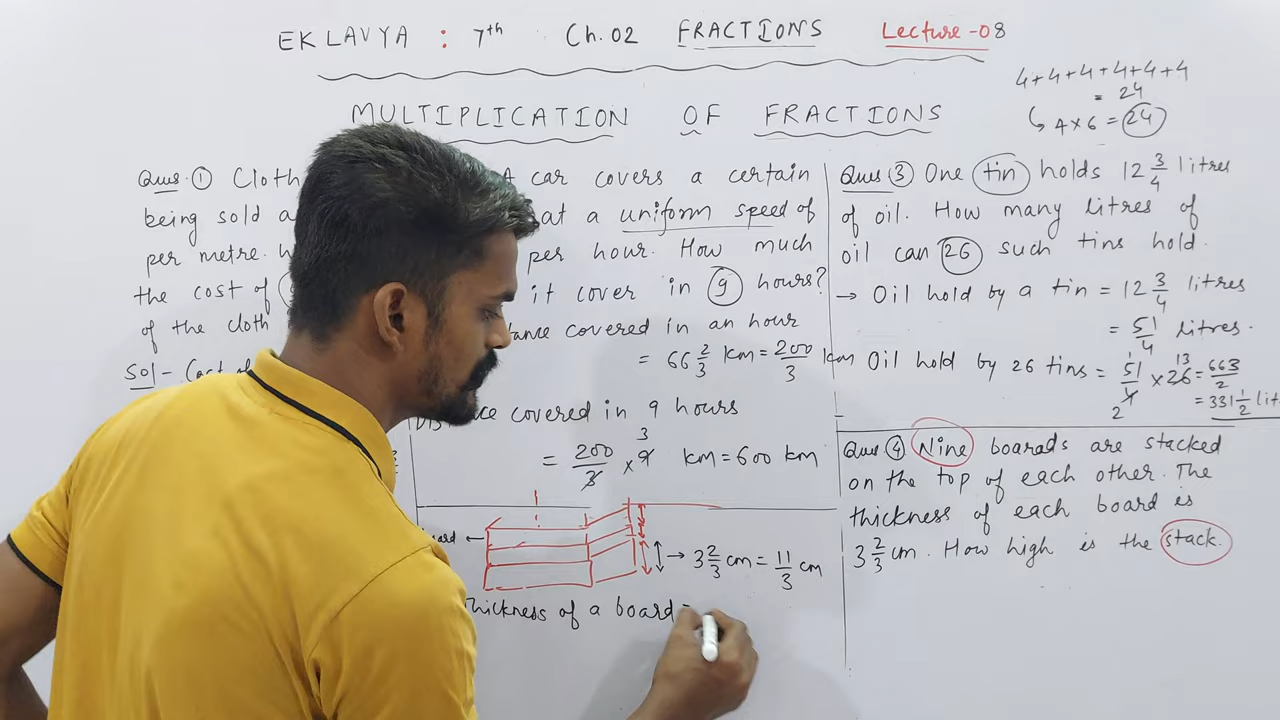 EKLAVYA : 7th Ch. 02 FRACTIONS Lecture -08
4+4+4+4+4+4
= 24
↳ 4×6 = 24
MULTIPLICATION OF FRACTIONS
Ques. ① Cloth
being sold a
per metre.
the cost of
of the cloth
Sol -
A car covers a certain
at a uniform speed of
per hour. How much
it cover in 9 hours?
covered in an hour
= 66 2/3 km = 200/3 km
covered in 9 hours
= 200/3 × 9 3 km = 600 km
→ 3 2/3 cm = 11/3 cm
Thickness of a board =
Ques ③ One tin holds 12 3/4 litres
of oil. How many litres of
oil can 26 such tins hold.
→ Oil hold by a tin = 12 3/4 litres
= 51/4 litres.
Oil hold by 26 tins = 51/4 × 26 13 = 663/2
2
= 331 1/2
Ques ④ Nine boards are stacked
on the top of each other. The
thickness of each board is
3 2/3 cm. How high is the stack.